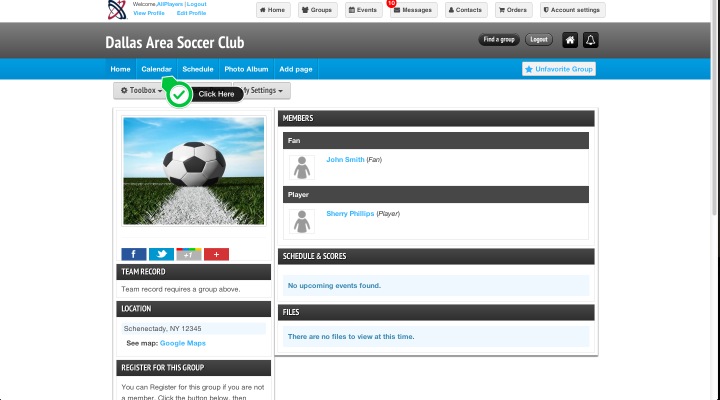 Welcome,AllPlayers | Logout
View Profile Edit Profile
Home Groups Events 10 Messages Contacts Orders Account settings
Dallas Area Soccer Club
Find a group Logout
Home Calendar Schedule Photo Album Add page
Unfavorite Group
Toolbox Click Here My Settings
MEMBERS
Fan
John Smith (Fan)
Player
Sherry Phillips (Player)
SCHEDULE & SCORES
No upcoming events found.
FILES
There are no files to view at this time.
f +1 +
TEAM RECORD
Team record requires a group above.
LOCATION
Schenectady, NY 12345
See map: Google Maps
REGISTER FOR THIS GROUP
You can Register for this group if you are not
a member. Click the button below, then